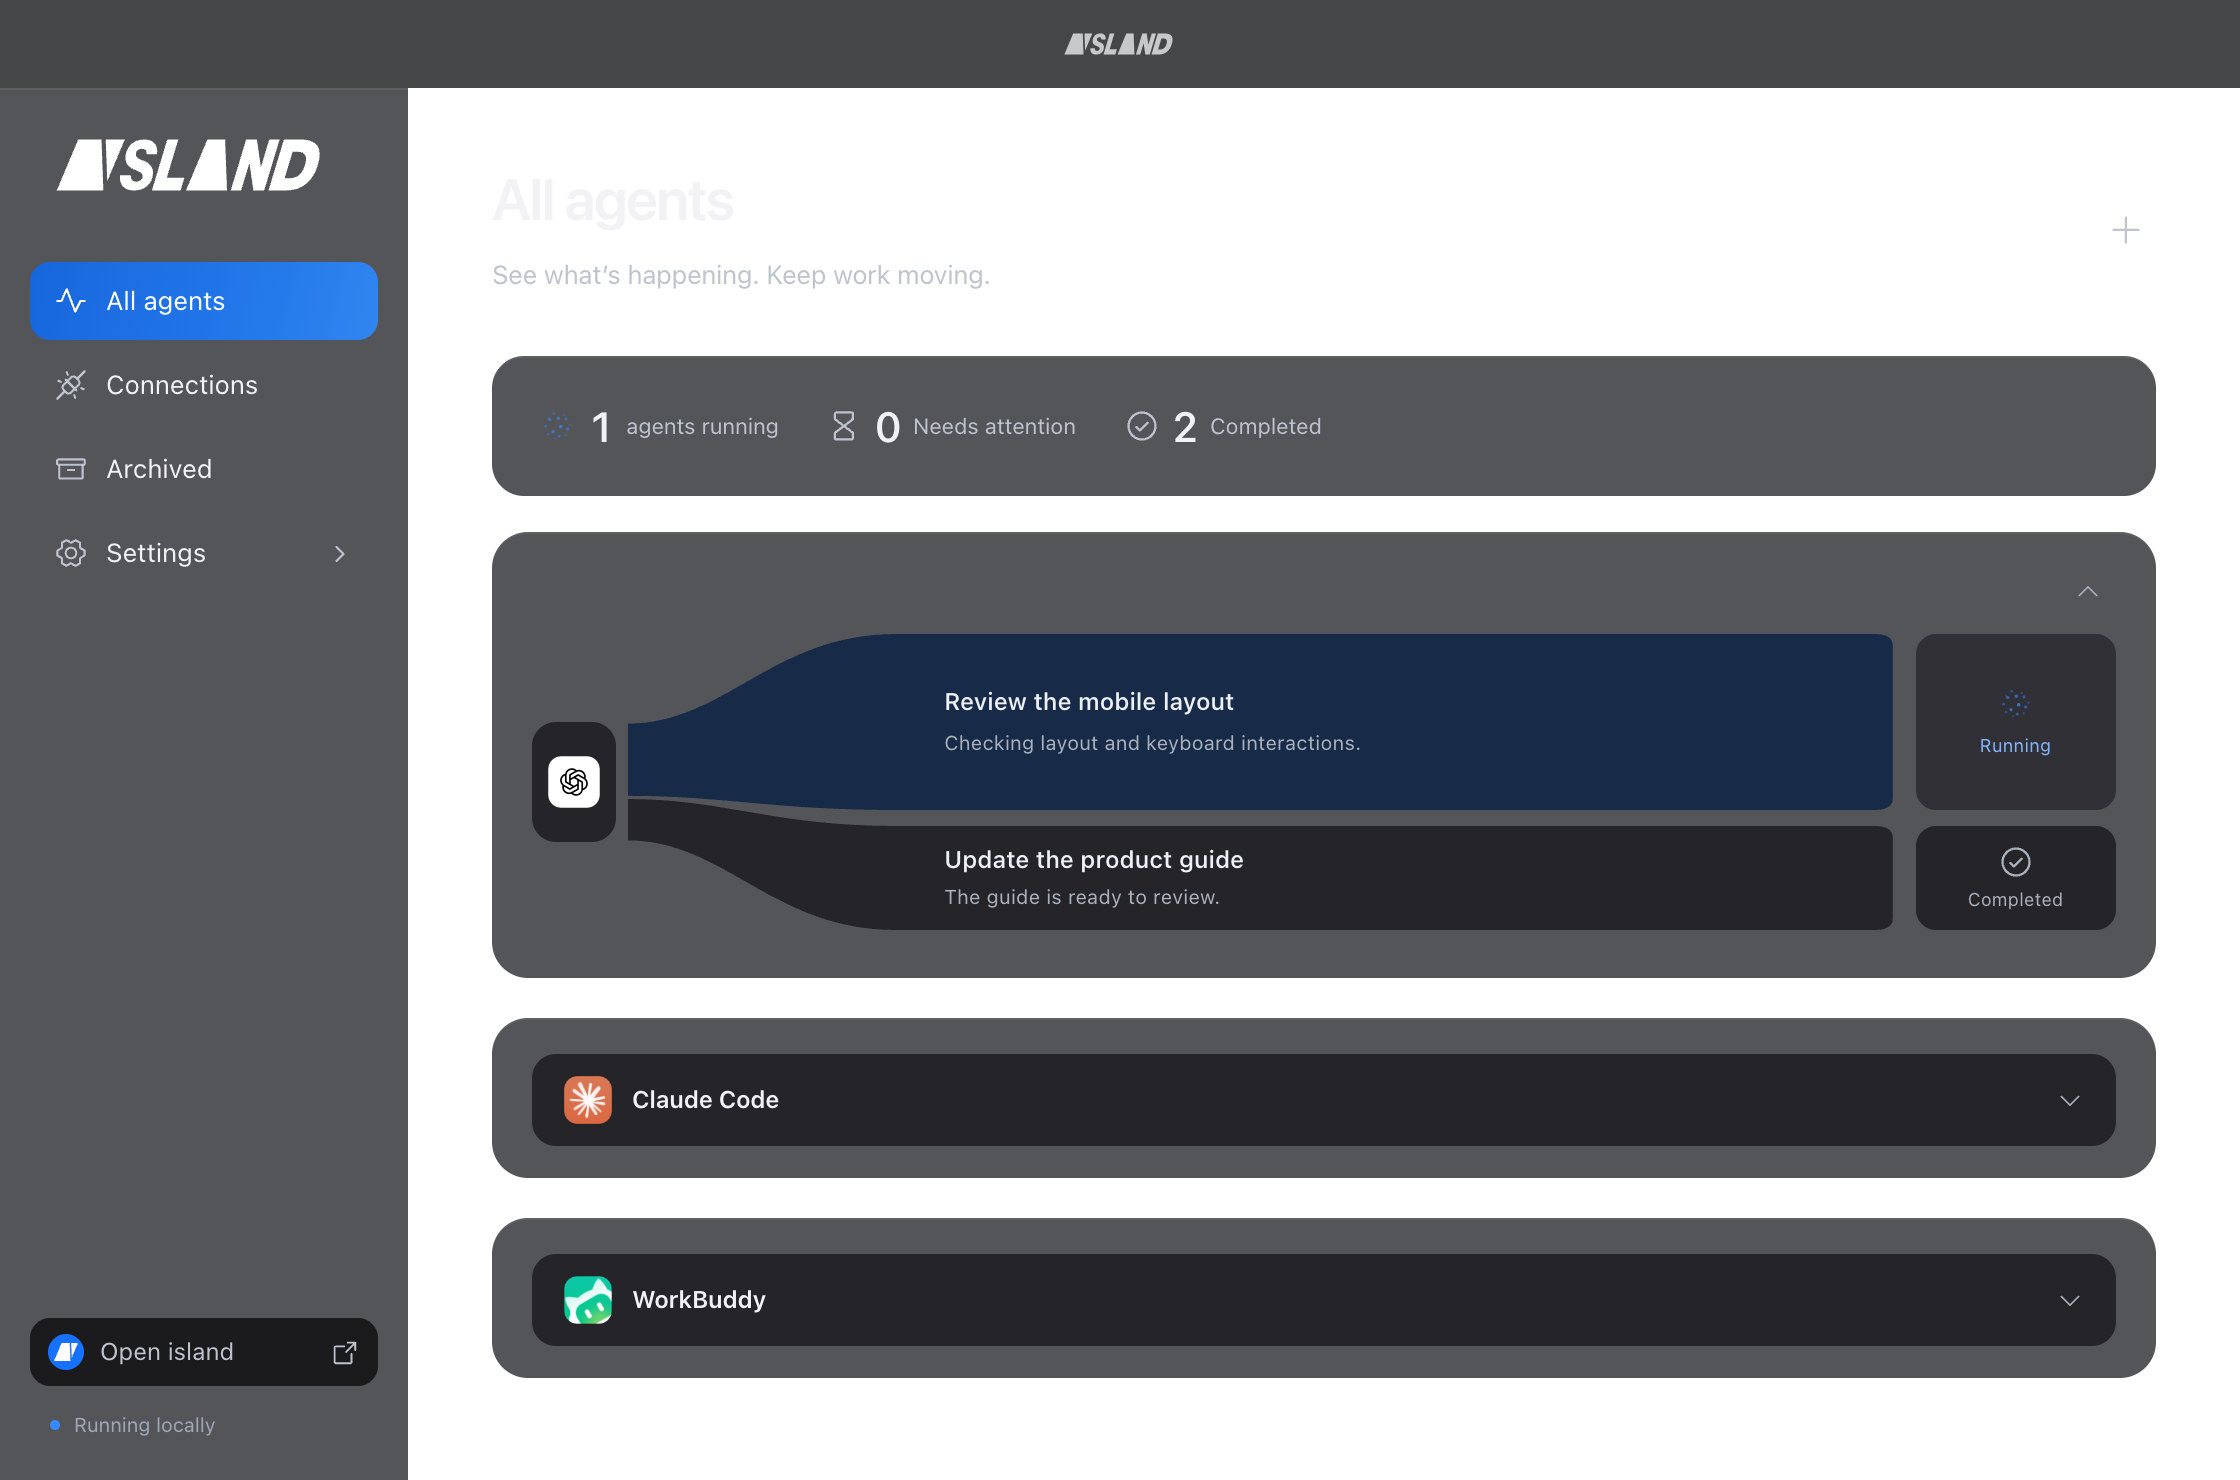 AISLAND
AISLAND
All agents
Connections
Archived
Settings
Open island
Running locally
All agents
See what’s happening. Keep work moving.
1 agents running
0 Needs attention
2 Completed
Review the mobile layout
Checking layout and keyboard interactions.
Running
Update the product guide
The guide is ready to review.
Completed
Claude Code
WorkBuddy